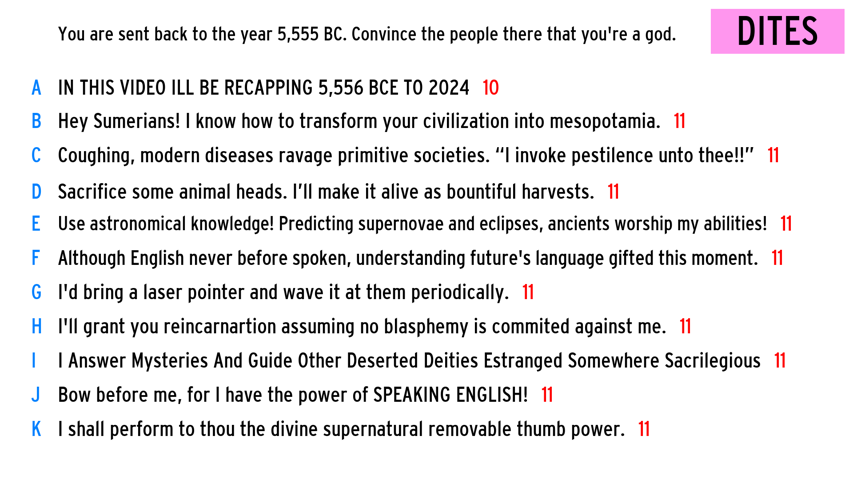 You are sent back to the year 5,555 BC. Convince the people there that you're a god.
DITES
A IN THIS VIDEO ILL BE RECAPPING 5,556 BCE TO 2024 10
B Hey Sumerians! I know how to transform your civilization into mesopotamia. 11
C Coughing, modern diseases ravage primitive societies. “I invoke pestilence unto thee!!” 11
D Sacrifice some animal heads. I’ll make it alive as bountiful harvests. 11
E Use astronomical knowledge! Predicting supernovae and eclipses, ancients worship my abilities! 11
F Although English never before spoken, understanding future's language gifted this moment. 11
G I'd bring a laser pointer and wave it at them periodically. 11
H I'll grant you reincarnartion assuming no blasphemy is commited against me. 11
I I Answer Mysteries And Guide Other Deserted Deities Estranged Somewhere Sacrilegious 11
J Bow before me, for I have the power of SPEAKING ENGLISH! 11
K I shall perform to thou the divine supernatural removable thumb power. 11